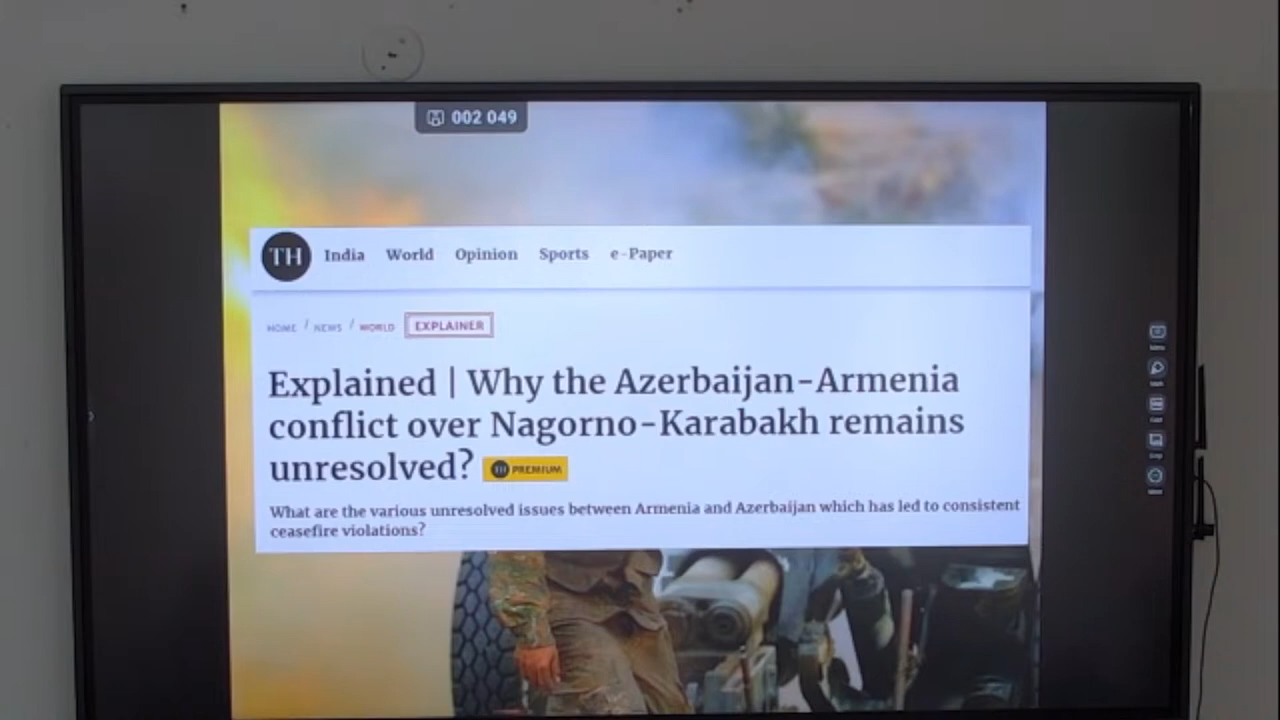 002 049
TH India World Opinion Sports e-Paper
HOME / NEWS / WORLD EXPLAINER
Explained | Why the Azerbaijan-Armenia
conflict over Nagorno-Karabakh remains
unresolved? TH PREMIUM
What are the various unresolved issues between Armenia and Azerbaijan which has led to consistent
ceasefire violations?